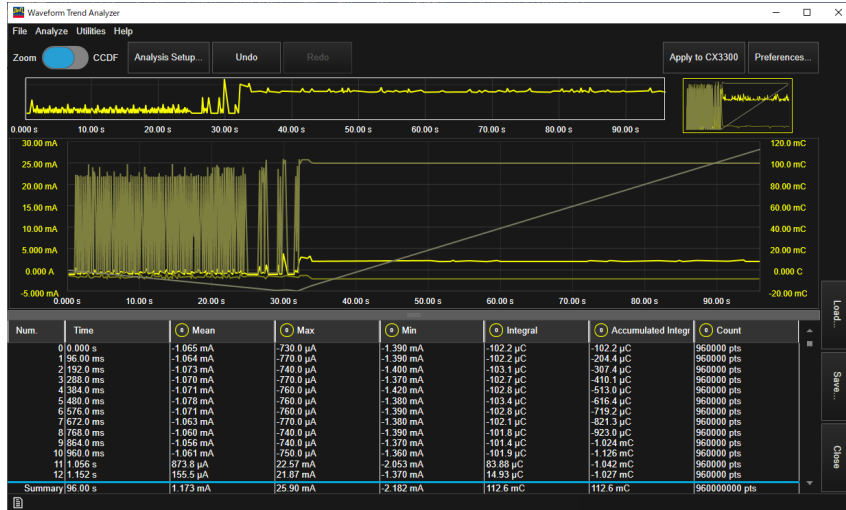 Waveform Trend Analyzer
File Analyze Utilities Help
Zoom CCDF Analysis Setup... Undo Redo Apply to CX3300 Preferences...
0.000 s 10.00 s 20.00 s 30.00 s 40.00 s 50.00 s 60.00 s 70.00 s 80.00 s 90.00 s
30.00 mA 120.0 mC
25.00 mA 100.0 mC
20.00 mA 80.00 mC
15.00 mA 60.00 mC
10.00 mA 40.00 mC
5.000 mA 20.00 mC
0.000 A 0.000 C
-5.000 mA -20.00 mC
0.000 s 10.00 s 20.00 s 30.00 s 40.00 s 50.00 s 60.00 s 70.00 s 80.00 s 90.00 s
Load...
Save...
Close
Num. Time Mean Max Min Integral Accumulated Integr Count
0 0.000 s -1.065 mA -730.0 µA -1.390 mA -102.2 µC -102.2 µC 960000 pts
1 96.00 ms -1.064 mA -770.0 µA -1.390 mA -102.2 µC -204.4 µC 960000 pts
2 192.0 ms -1.073 mA -740.0 µA -1.400 mA -103.1 µC -307.4 µC 960000 pts
3 288.0 ms -1.070 mA -770.0 µA -1.370 mA -102.7 µC -410.1 µC 960000 pts
4 384.0 ms -1.071 mA -760.0 µA -1.420 mA -102.8 µC -513.0 µC 960000 pts
5 480.0 ms -1.078 mA -760.0 µA -1.380 mA -103.4 µC -616.4 µC 960000 pts
6 576.0 ms -1.071 mA -760.0 µA -1.390 mA -102.8 µC -719.2 µC 960000 pts
7 672.0 ms -1.063 mA -770.0 µA -1.380 mA -102.1 µC -821.3 µC 960000 pts
8 768.0 ms -1.060 mA -740.0 µA -1.390 mA -101.8 µC -923.0 µC 960000 pts
9 864.0 ms -1.056 mA -740.0 µA -1.370 mA -101.4 µC -1.024 mC 960000 pts
10 960.0 ms -1.061 mA -750.0 µA -1.360 mA -101.9 µC -1.126 mC 960000 pts
11 1.056 s 873.8 µA 22.57 mA -2.053 mA 83.88 µC -1.042 mC 960000 pts
12 1.152 s 155.5 µA 21.87 mA -1.370 mA 14.93 µC -1.027 mC 960000 pts
Summary 96.00 s 1.173 mA 25.90 mA -2.182 mA 112.6 mC 112.6 mC 960000000 pts